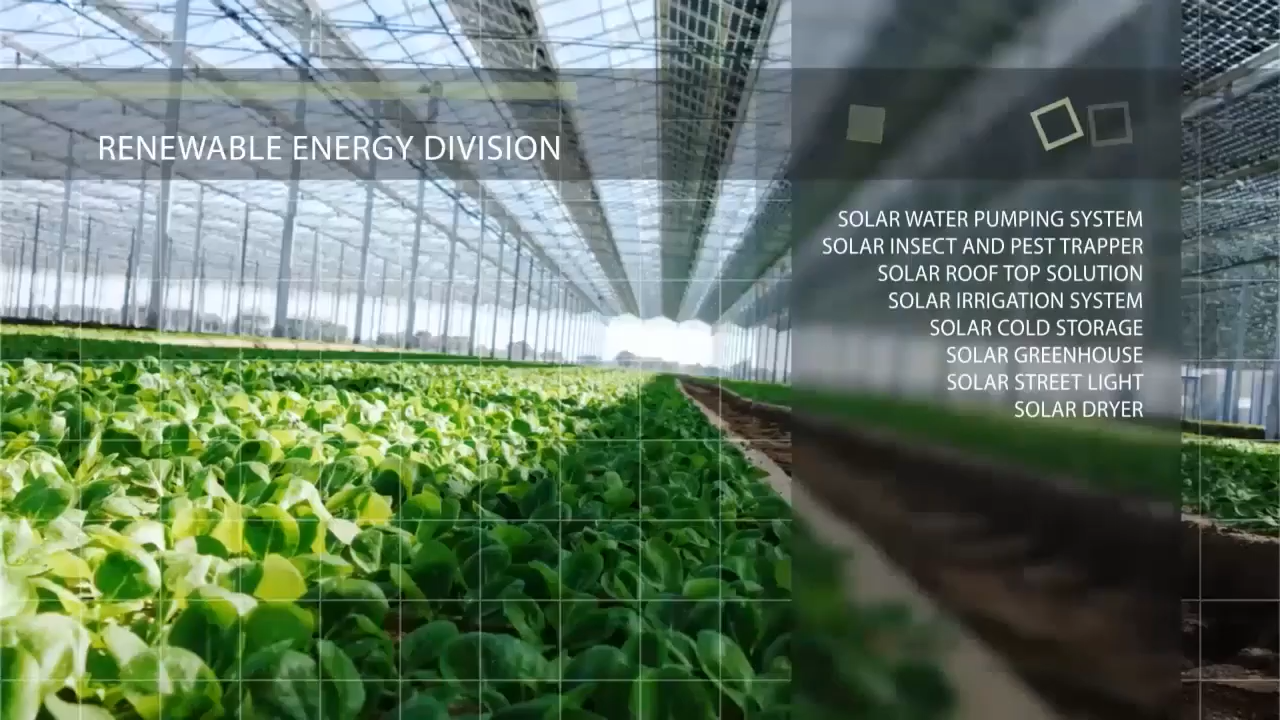 RENEWABLE ENERGY DIVISION
SOLAR WATER PUMPING SYSTEM
SOLAR INSECT AND PEST TRAPPER
SOLAR ROOF TOP SOLUTION
SOLAR IRRIGATION SYSTEM
SOLAR COLD STORAGE
SOLAR GREENHOUSE
SOLAR STREET LIGHT
SOLAR DRYER